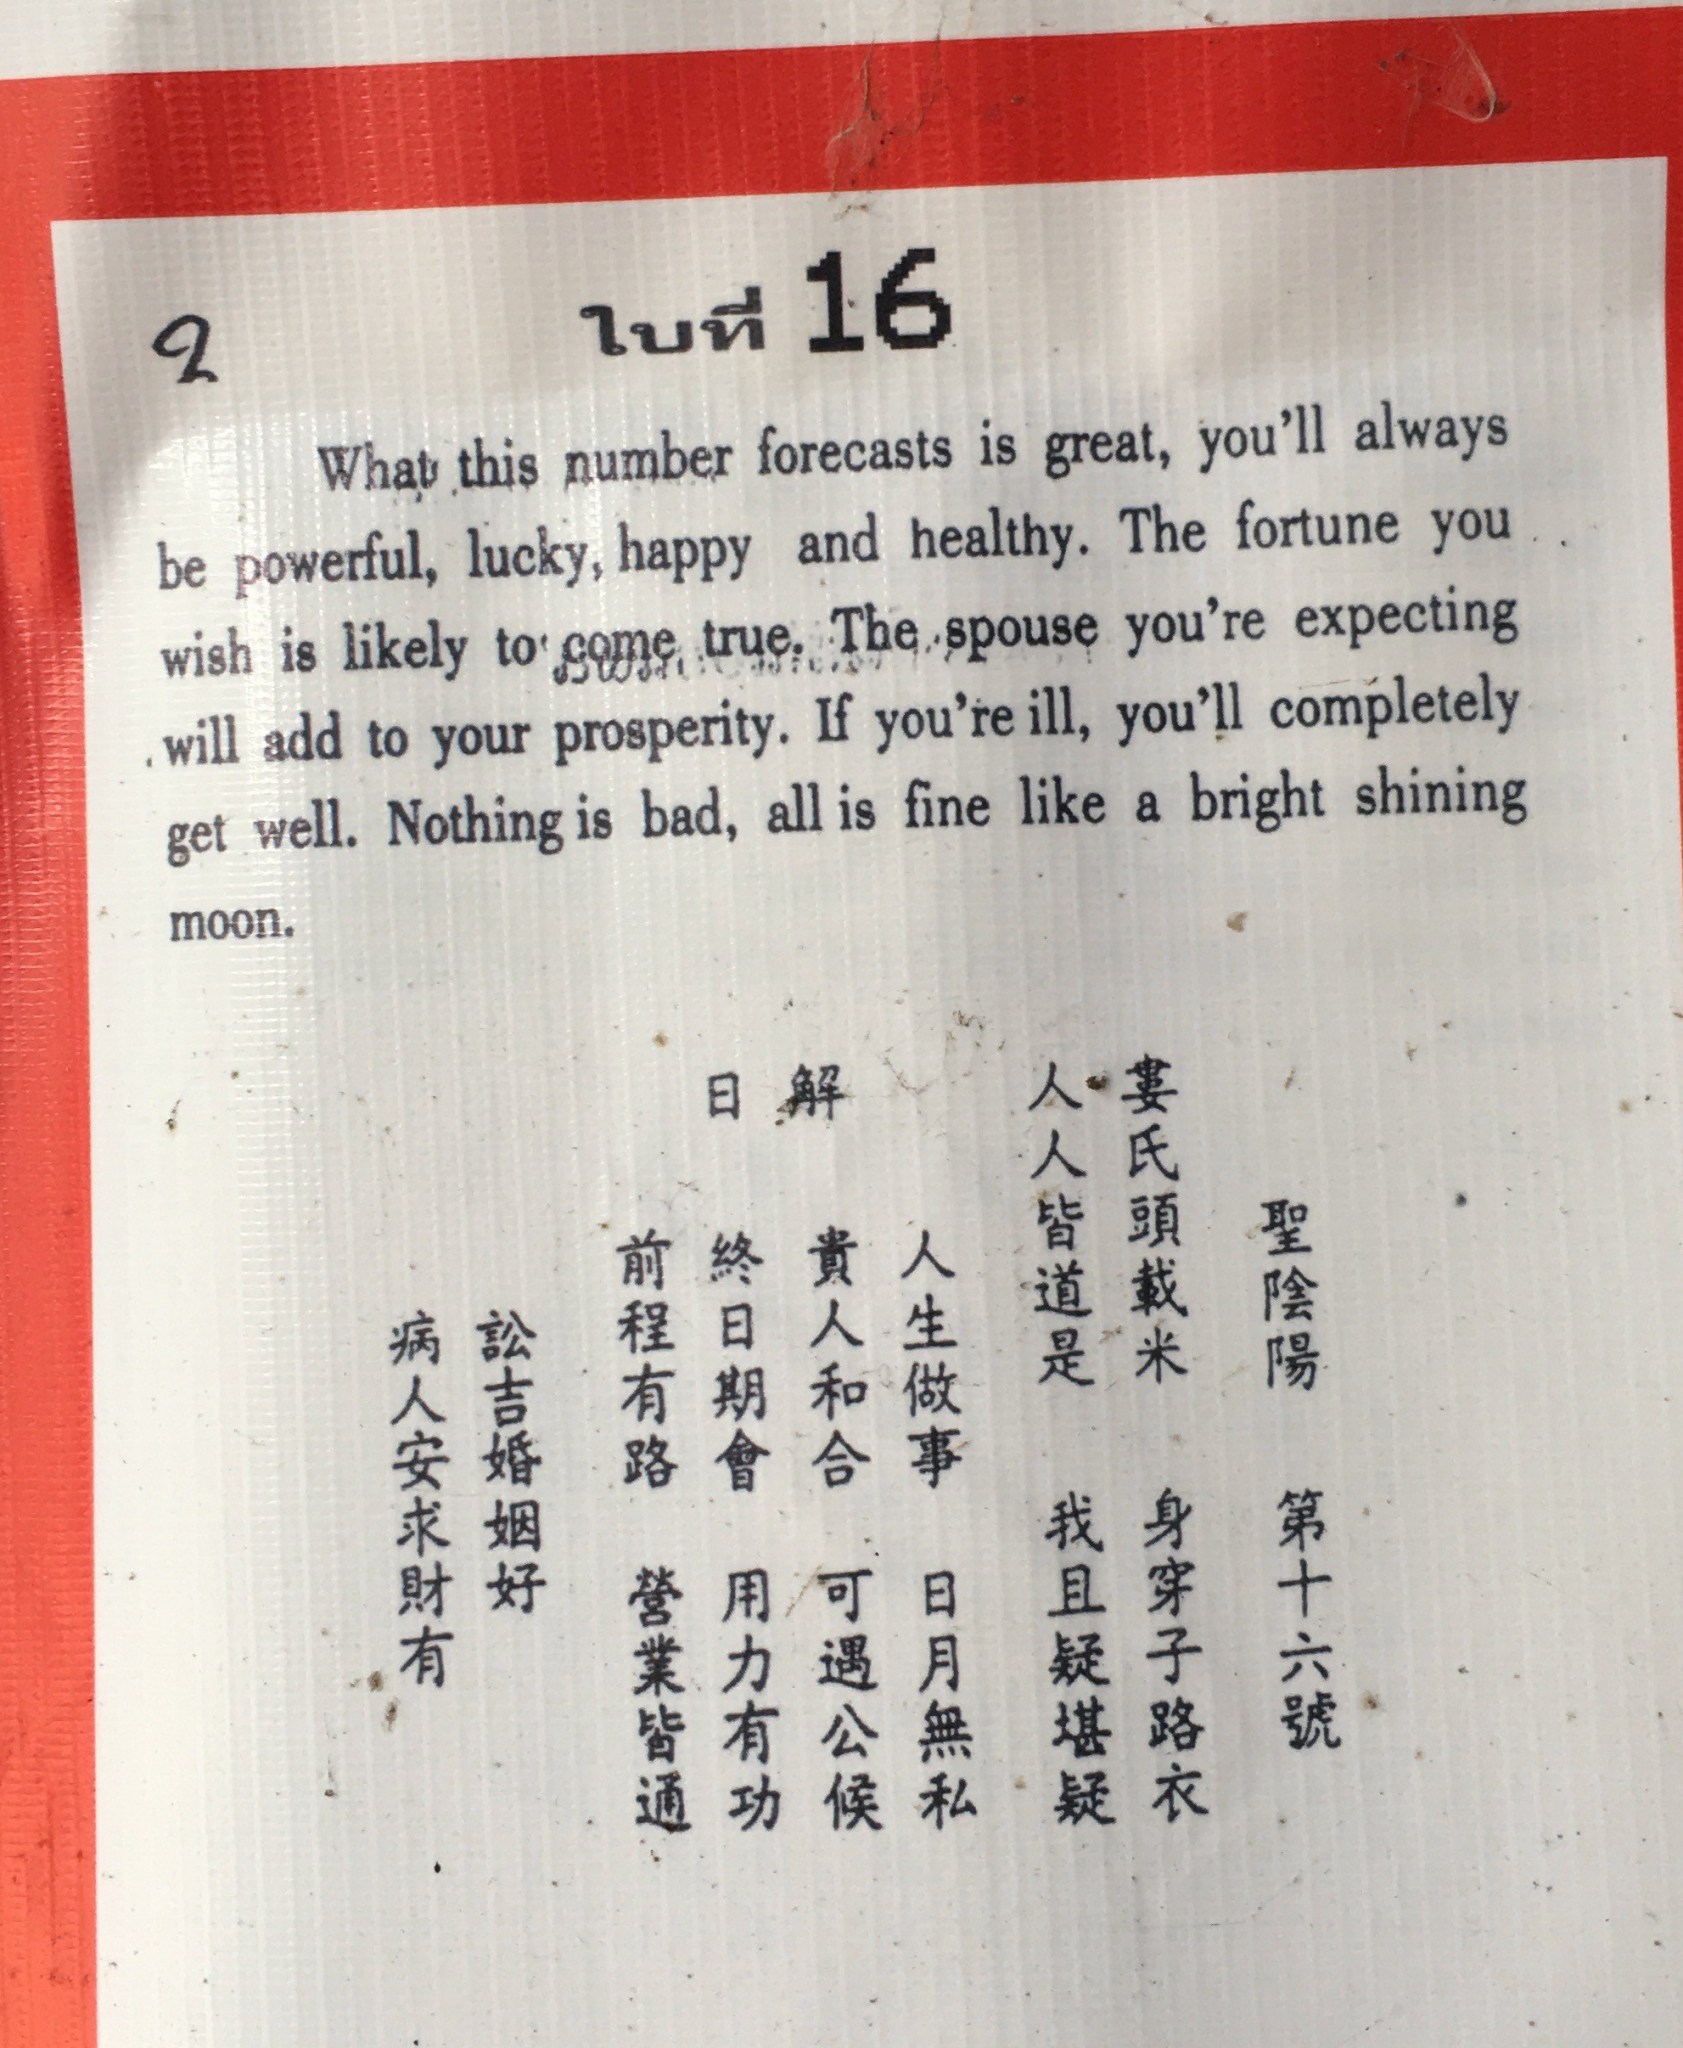 ใบที่ 16
2
What this number forecasts is great, you'll always
be powerful, lucky, happy and healthy. The fortune you
wish is likely to come true. The spouse you're expecting
will add to your prosperity. If you're ill, you'll completely
get well. Nothing is bad, all is fine like a bright shining
moon.
聖陰陽 第十六號
婁氏頭載米 身穿子路衣
人人皆道是 我且疑堪疑
解日
人生做事 日月無私
貴人和合 可遇公候
終日期會 用力有功
前程有路 營業皆通
訟吉婚姻好
病人安求財有